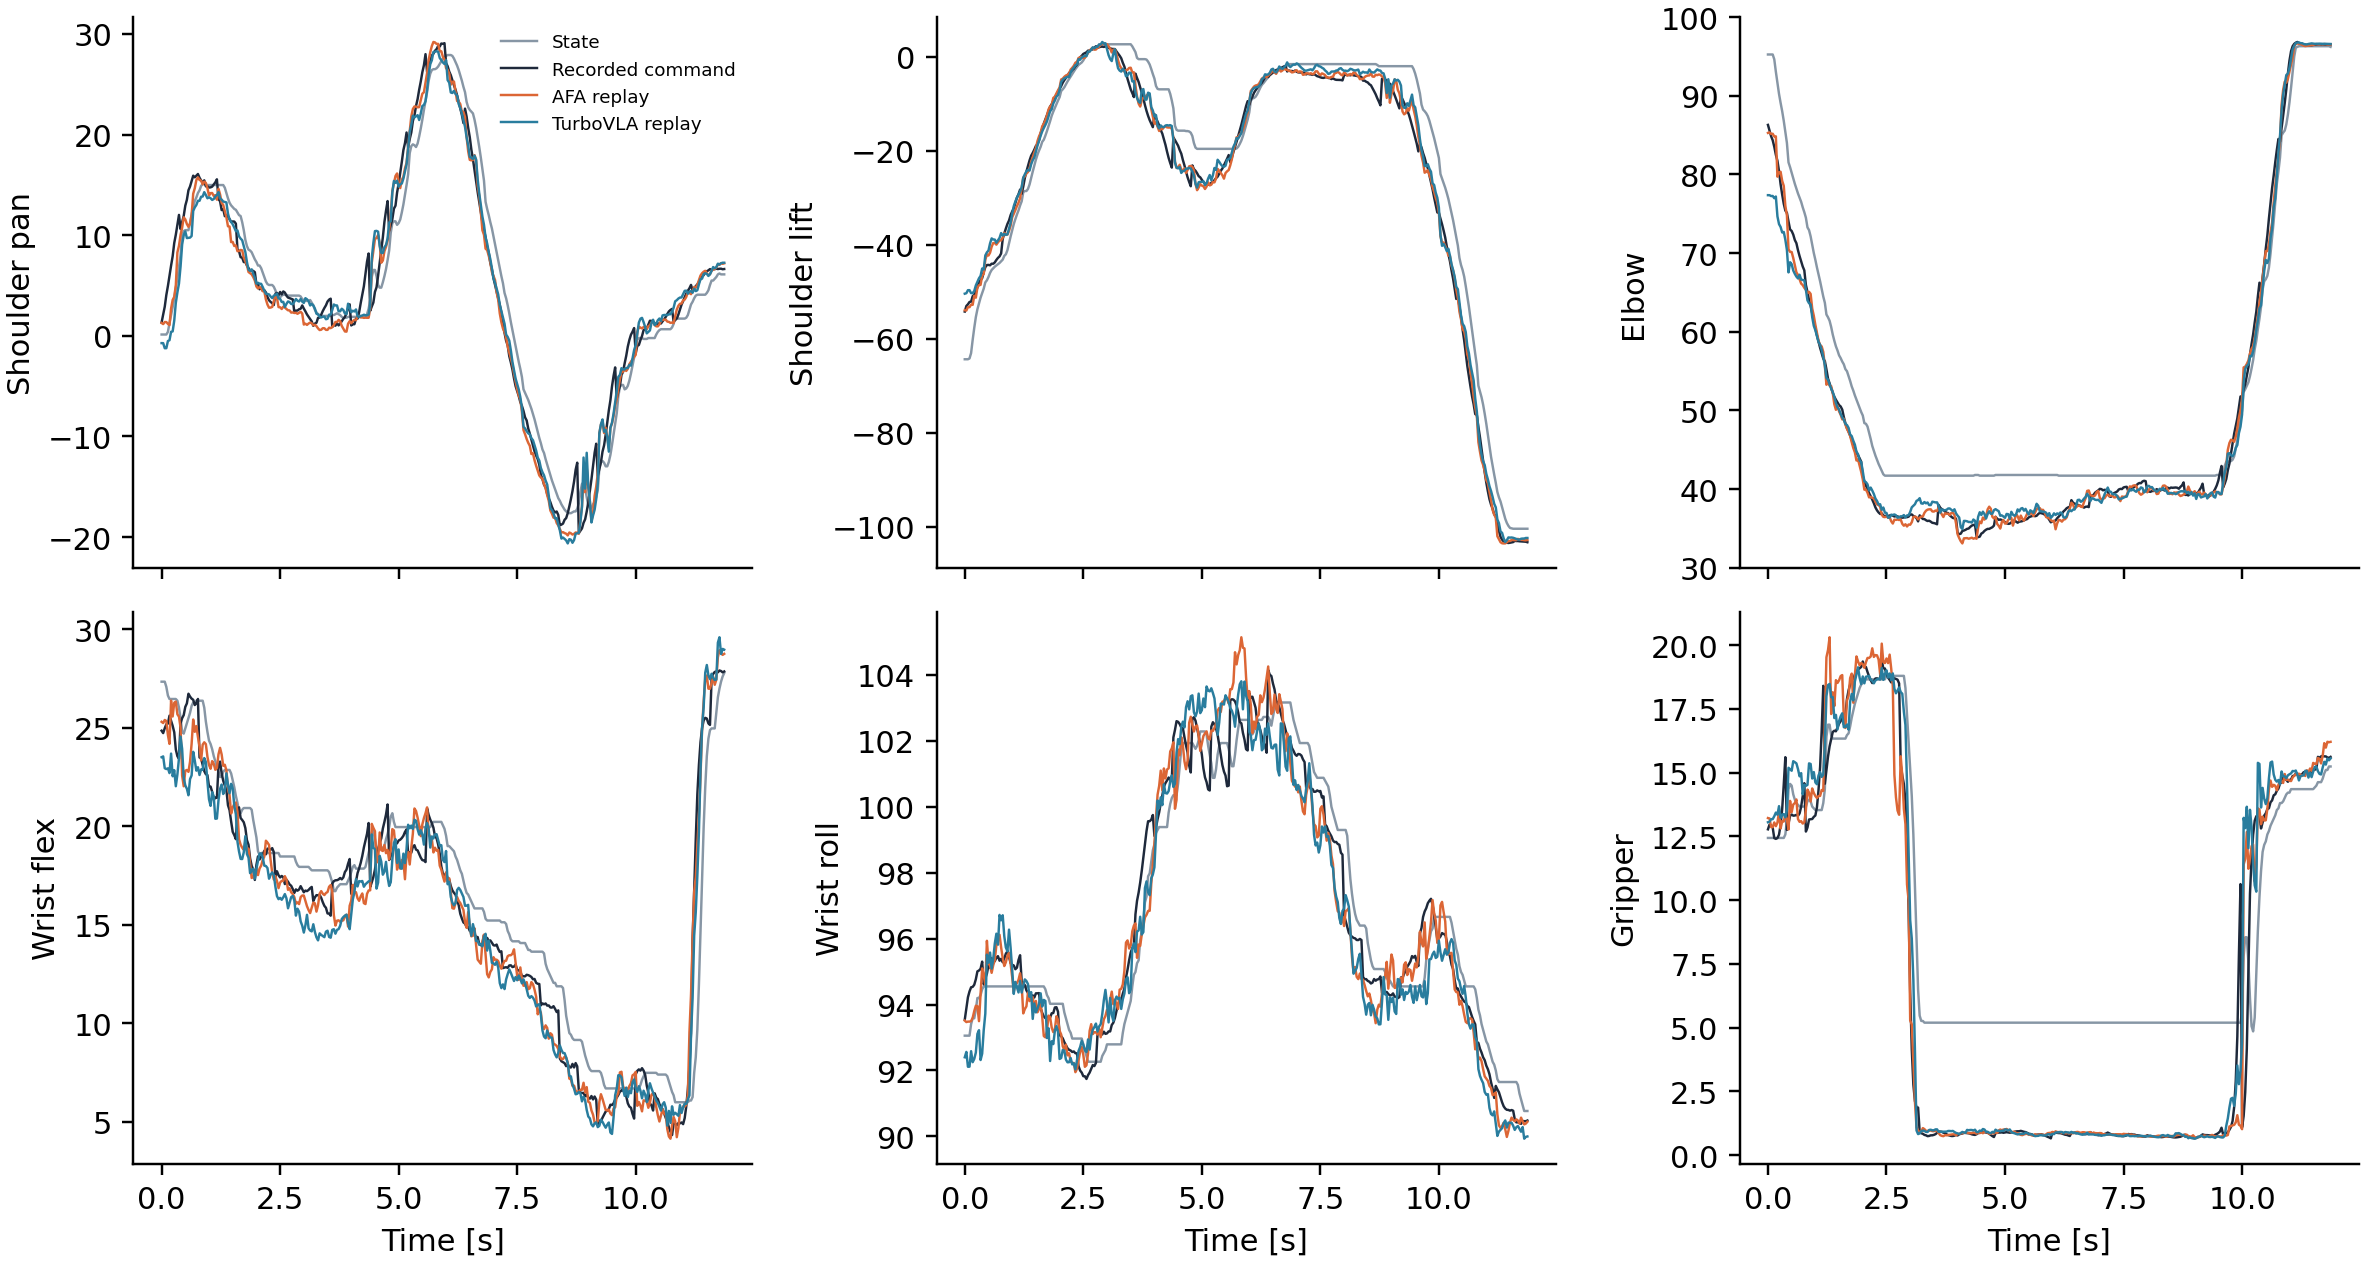 Shoulder pan
30
20
10
0
−10
−20
State
Recorded command
AFA replay
TurboVLA replay
Shoulder lift
0
−20
−40
−60
−80
−100
Elbow
100
90
80
70
60
50
40
30
Wrist flex
30
25
20
15
10
5
0.0 2.5 5.0 7.5 10.0
Time [s]
Wrist roll
104
102
100
98
96
94
92
90
0.0 2.5 5.0 7.5 10.0
Time [s]
Gripper
20.0
17.5
15.0
12.5
10.0
7.5
5.0
2.5
0.0
0.0 2.5 5.0 7.5 10.0
Time [s]